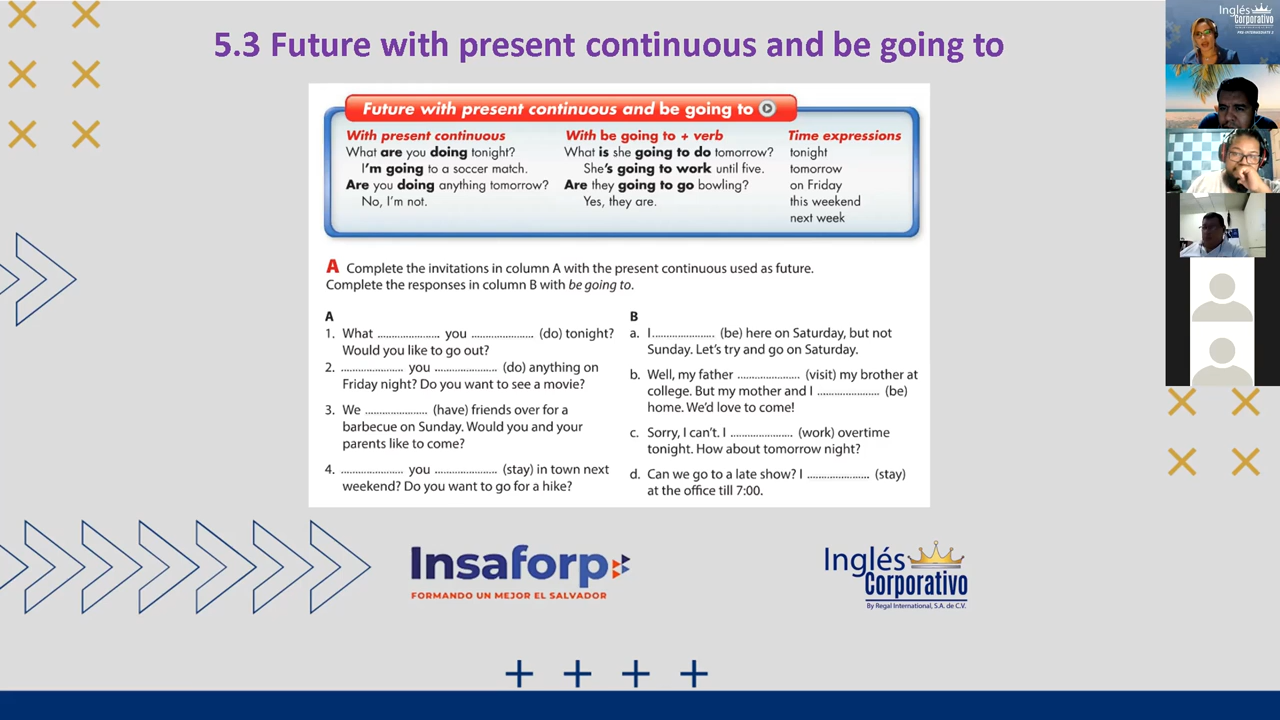 5.3 Future with present continuous and be going to
Future with present continuous and be going to
With present continuous
What are you doing tonight?
I'm going to a soccer match.
Are you doing anything tomorrow?
No, I'm not.
With be going to + verb
What is she going to do tomorrow?
She's going to work until five.
Are they going to go bowling?
Yes, they are.
Time expressions
tonight
tomorrow
on Friday
this weekend
next week
A Complete the invitations in column A with the present continuous used as future.
Complete the responses in column B with be going to.
A
1. What .................... you .................... (do) tonight?
Would you like to go out?
2. .................... you .................... (do) anything on
Friday night? Do you want to see a movie?
3. We .................... (have) friends over for a
barbecue on Sunday. Would you and your
parents like to come?
4. .................... you .................... (stay) in town next
weekend? Do you want to go for a hike?
B
a. I .................... (be) here on Saturday, but not
Sunday. Let's try and go on Saturday.
b. Well, my father .................... (visit) my brother at
college. But my mother and I .................... (be)
home. We'd love to come!
c. Sorry, I can't. I .................... (work) overtime
tonight. How about tomorrow night?
d. Can we go to a late show? I .................... (stay)
at the office till 7:00.
Insaforp
FORMANDO UN MEJOR EL SALVADOR
Inglés
Corporativo
By Regal International, S.A. de C.V.
Inglés
Corporativo